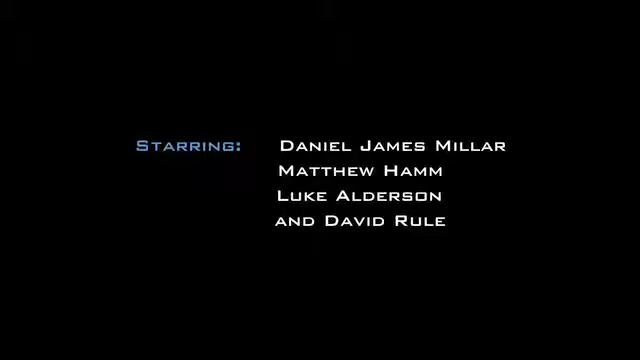 Starring: Daniel James Millar
Matthew Hamm
Luke Alderson
and David Rule